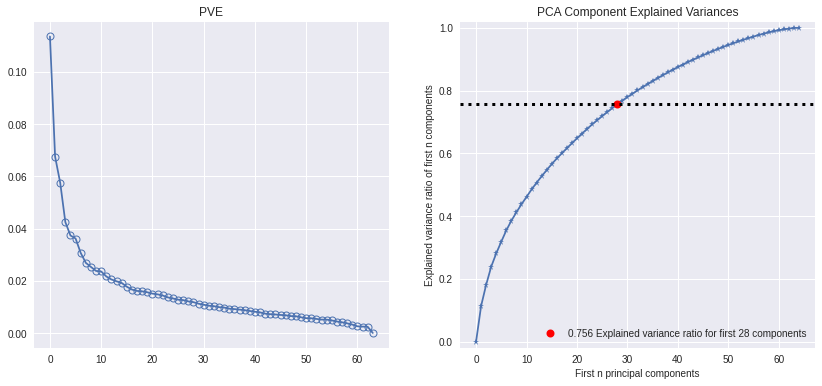 PVE
0.10
0.08
0.06
0.04
0.02
0.00
0 10 20 30 40 50 60
PCA Component Explained Variances
Explained variance ratio of first n components
1.0
0.8
0.6
0.4
0.2
0.0
0.756 Explained variance ratio for first 28 components
0 10 20 30 40 50 60
First n principal components